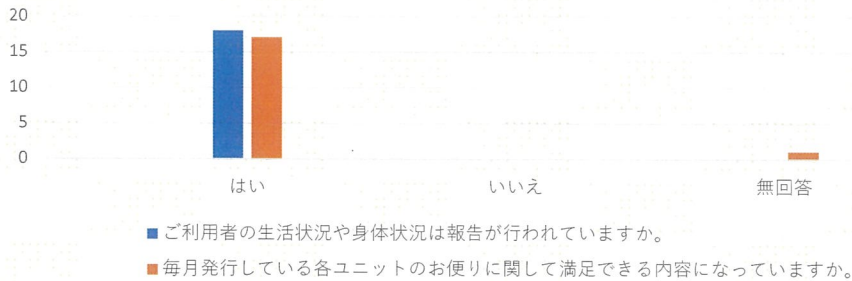 20
15
10
5
0
はい いいえ 無回答
■ご利用者の生活状況や身体状況は報告が行われていますか。
■毎月発行している各ユニットのお便りに関して満足できる内容になっていますか。